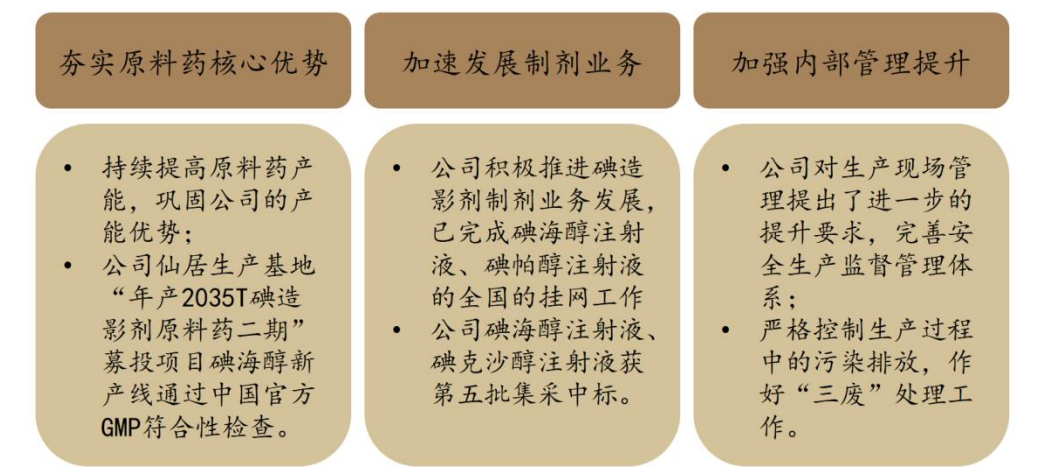 夯实原料药核心优势
加速发展制剂业务
加强内部管理提升
• 持续提高原料药产
能，巩固公司的产
能优势；
• 公司仙居生产基地
“年产2035T碘造
影剂原料药二期”
募投项目碘海醇新
产线通过中国官方
GMP符合性检查。
• 公司积极推进碘造
影剂制剂业务发展，
已完成碘海醇注射
液、碘帕醇注射液
的全国的挂网工作
• 公司碘海醇注射液、
碘克沙醇注射液获
第五批集采中标。
• 公司对生产现场管
理提出了进一步的
提升要求，完善安
全生产监督管理体
系；
• 严格控制生产过程
中的污染排放，作
好“三废”处理工
作。